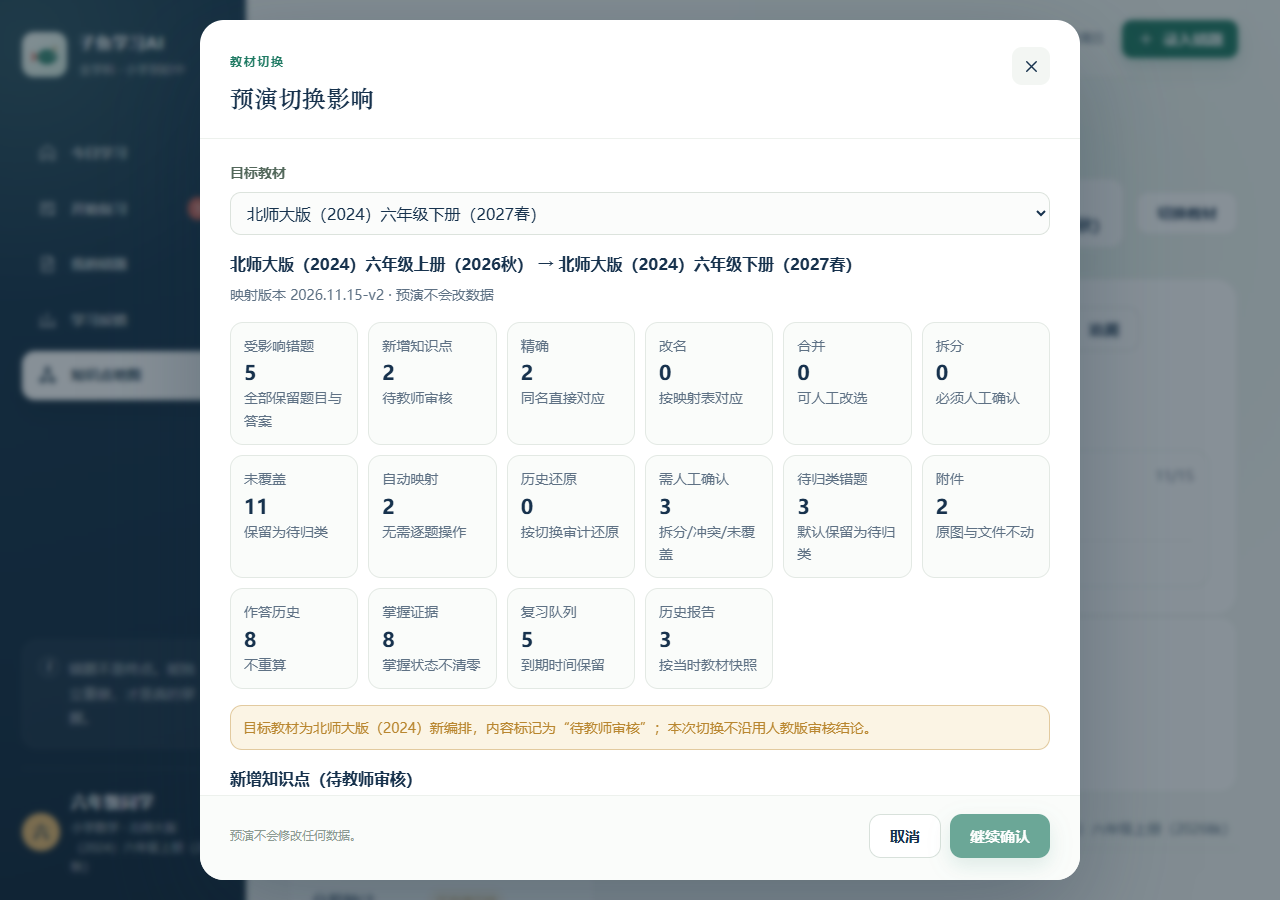 教材切换
预演切换影响
目标教材
北师大版（2024）六年级下册（2027春）
北师大版（2024）六年级上册（2026秋） → 北师大版（2024）六年级下册（2027春）
映射版本 2026.11.15-v2 · 预演不会改数据
受影响错题
5
全部保留题目与
答案
新增知识点
2
待教师审核
精确
2
同名直接对应
改名
0
按映射表对应
合并
0
可人工改选
拆分
0
必须人工确认
未覆盖
11
保留为待归类
自动映射
2
无需逐题操作
历史还原
0
按切换审计还原
需人工确认
3
拆分/冲突/未覆
盖
待归类错题
3
默认保留为待归
类
附件
2
原图与文件不动
作答历史
8
不重算
掌握证据
8
掌握状态不清零
复习队列
5
到期时间保留
历史报告
3
按当时教材快照
目标教材为北师大版（2024）新编排，内容标记为“待教师审核”；本次切换不沿用人教版审核结论。
新增知识点（待教师审核）
预演不会修改任何数据。
取消
继续确认